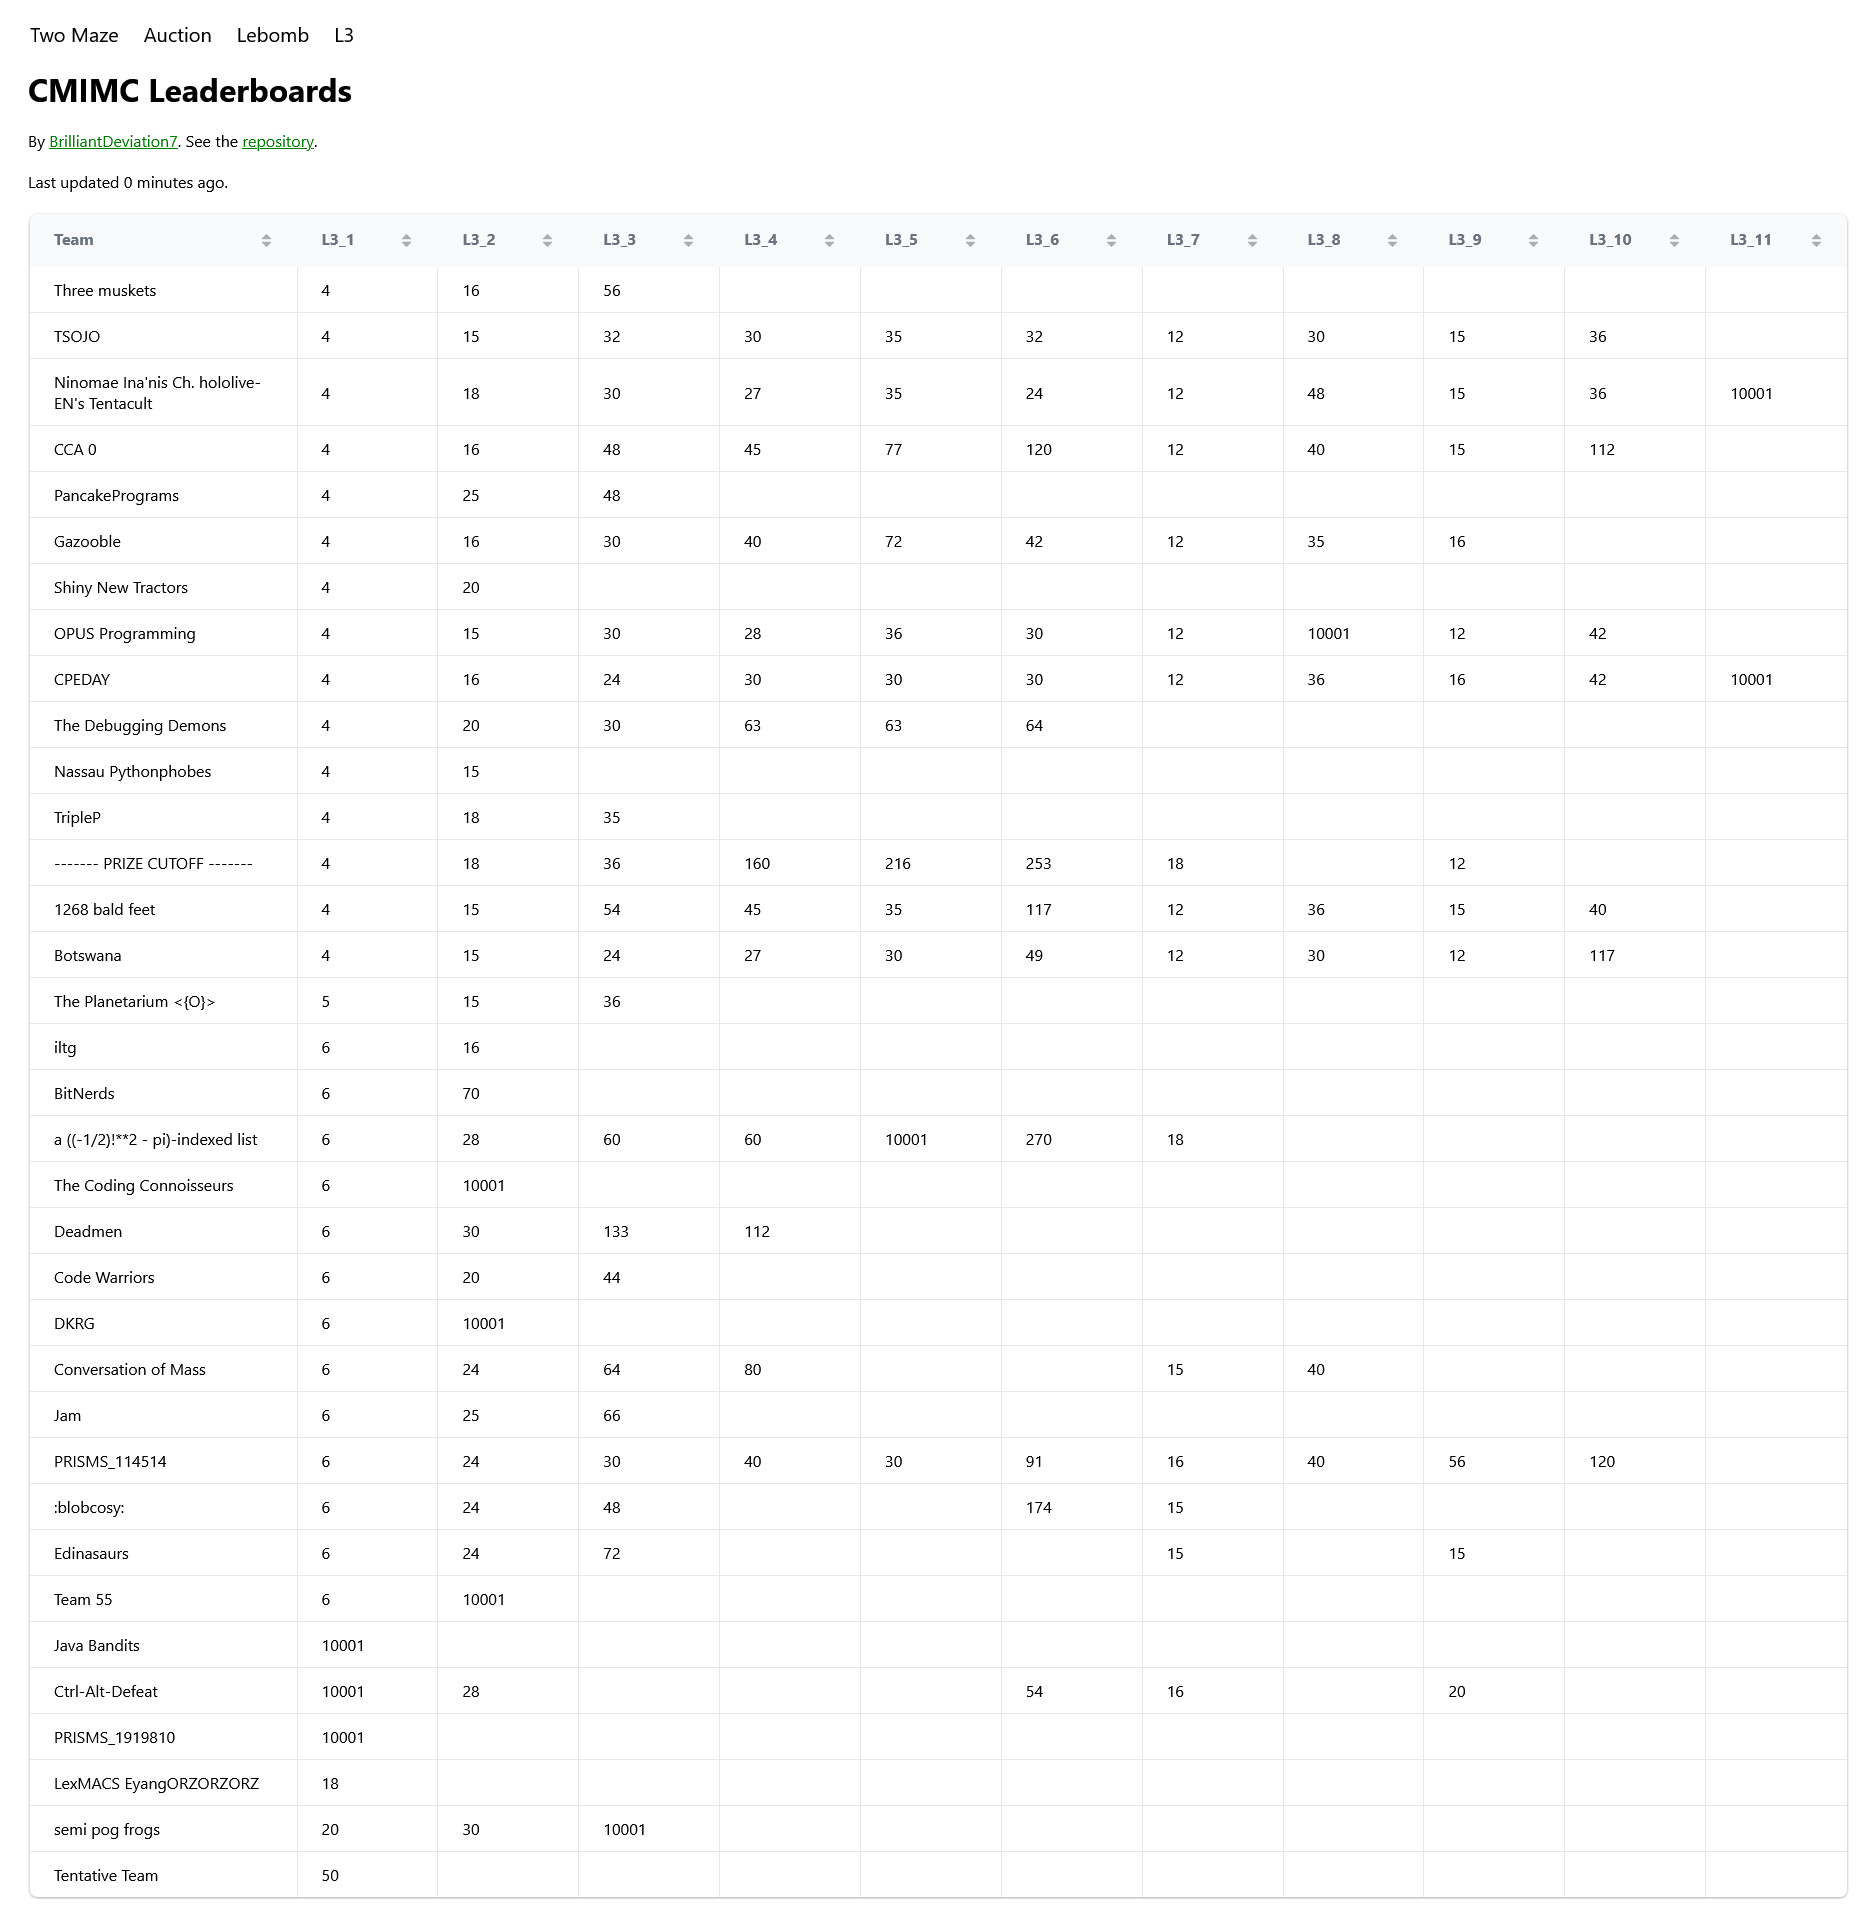 Two Maze Auction Lebomb L3
CMIMC Leaderboards
By BrilliantDeviation7. See the repository.
Last updated 0 minutes ago.
Team L3_1 L3_2 L3_3 L3_4 L3_5 L3_6 L3_7 L3_8 L3_9 L3_10 L3_11
Three muskets 4 16 56
TSOJO 4 15 32 30 35 32 12 30 15 36
Ninomae Ina'nis Ch. hololive-
EN's Tentacult 4 18 30 27 35 24 12 48 15 36 10001
CCA 0 4 16 48 45 77 120 12 40 15 112
PancakePrograms 4 25 48
Gazooble 4 16 30 40 72 42 12 35 16
Shiny New Tractors 4 20
OPUS Programming 4 15 30 28 36 30 12 10001 12 42
CPEDAY 4 16 24 30 30 30 12 36 16 42 10001
The Debugging Demons 4 20 30 63 63 64
Nassau Pythonphobes 4 15
TripleP 4 18 35
------- PRIZE CUTOFF ------- 4 18 36 160 216 253 18 12
1268 bald feet 4 15 54 45 35 117 12 36 15 40
Botswana 4 15 24 27 30 49 12 30 12 117
The Planetarium <{O}> 5 15 36
iltg 6 16
BitNerds 6 70
a ((-1/2)!**2 - pi)-indexed list 6 28 60 60 10001 270 18
The Coding Connoisseurs 6 10001
Deadmen 6 30 133 112
Code Warriors 6 20 44
DKRG 6 10001
Conversation of Mass 6 24 64 80 15 40
Jam 6 25 66
PRISMS_114514 6 24 30 40 30 91 16 40 56 120
:blobcosy: 6 24 48 174 15
Edinasaurs 6 24 72 15 15
Team 55 6 10001
Java Bandits 10001
Ctrl-Alt-Defeat 10001 28 54 16 20
PRISMS_1919810 10001
LexMACS EyangORZORZORZ 18
semi pog frogs 20 30 10001
Tentative Team 50